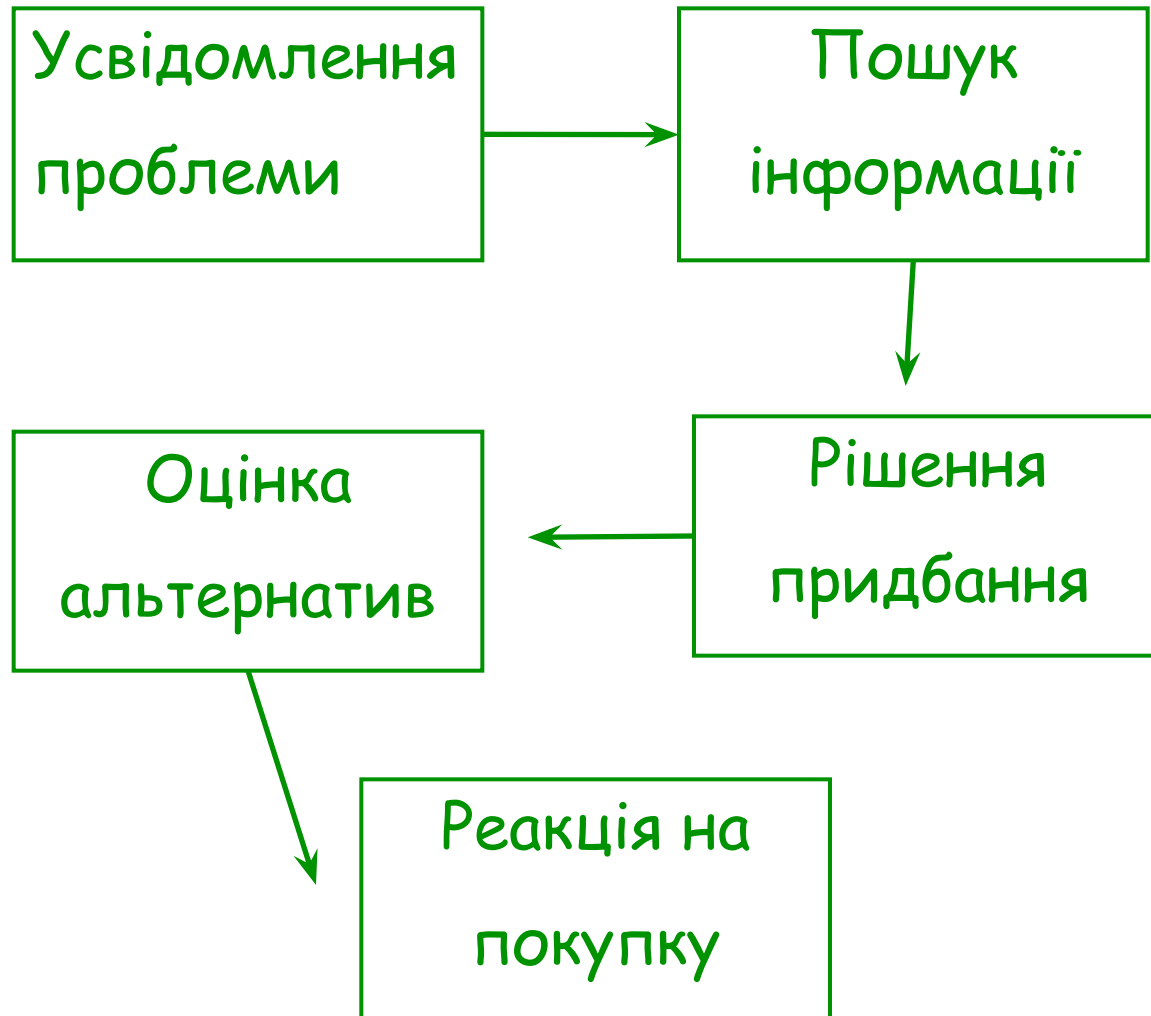 Усвідомлення
проблеми
Пошук
інформації
Рішення
придбання
Оцінка
альтернатив
Реакція на
покупку